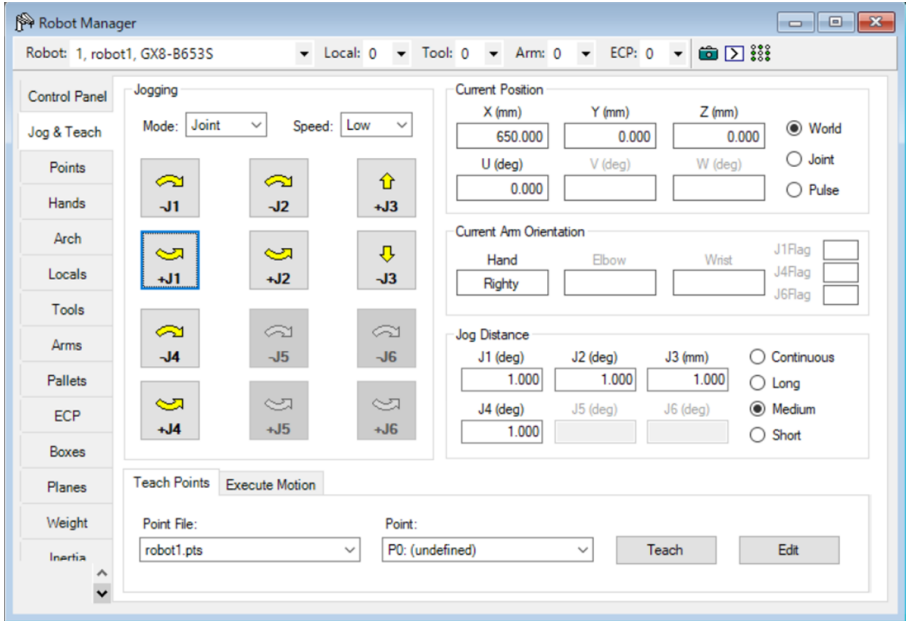 Robot Manager
Robot: 1, robot1, GX8-B653S Local: 0 Tool: 0 Arm: 0 ECP: 0
Control Panel
Jog & Teach
Points
Hands
Arch
Locals
Tools
Arms
Pallets
ECP
Boxes
Planes
Weight
Inertia
Jogging
Mode: Joint Speed: Low
-J1 -J2 +J3
+J1 +J2 -J3
-J4 -J5 -J6
+J4 +J5 +J6
Current Position
X (mm) Y (mm) Z (mm)
650.000 0.000 0.000
U (deg) V (deg) W (deg)
0.000
World
Joint
Pulse
Current Arm Orientation
Hand Elbow Wrist
Righty
J1Flag
J4Flag
J6Flag
Jog Distance
J1 (deg) J2 (deg) J3 (mm)
1.000 1.000 1.000
J4 (deg) J5 (deg) J6 (deg)
1.000
Continuous
Long
Medium
Short
Teach Points Execute Motion
Point File: Point:
robot1.pts P0: (undefined) Teach Edit